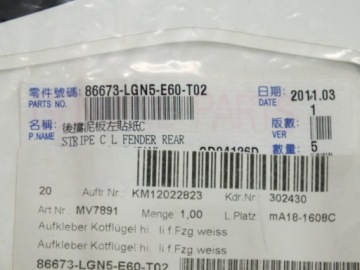 零件號碼: 86673-LGN5-E60-T02 日期: 2011.03
PARTS NO. DATE 1
名稱: 後擋泥板左貼紙C 版數:
P.NAME STRIPE C L FENDER REAR VER
數量: 5
20 Auftr Nr.: KM12022823 Kdr.Nr: 302430
Art Nr MV7891 Menge: 1,00 L Platz: mA18-1608C
Aufkleber Kotflügel hi. li f Fzg.weiss
Aufkleber Kotflügel hi. li f Fzg weiss
86673-LGN5-E60-T02